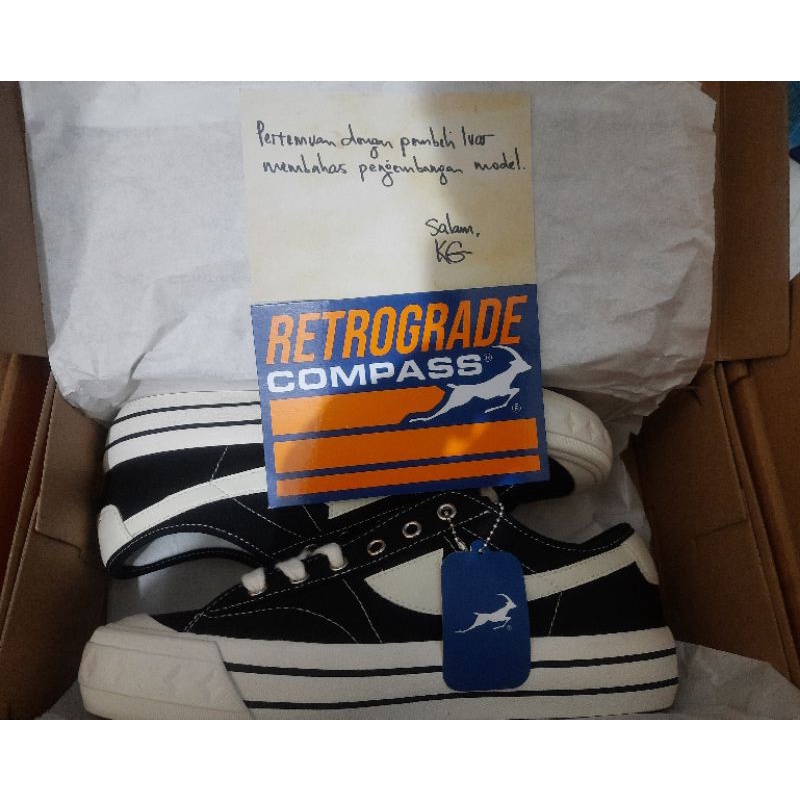 Pertemuan dengan pembeli luar
membahas pengembangan model.
Salam,
KG
RETROGRADE
COMPASS®
®
®